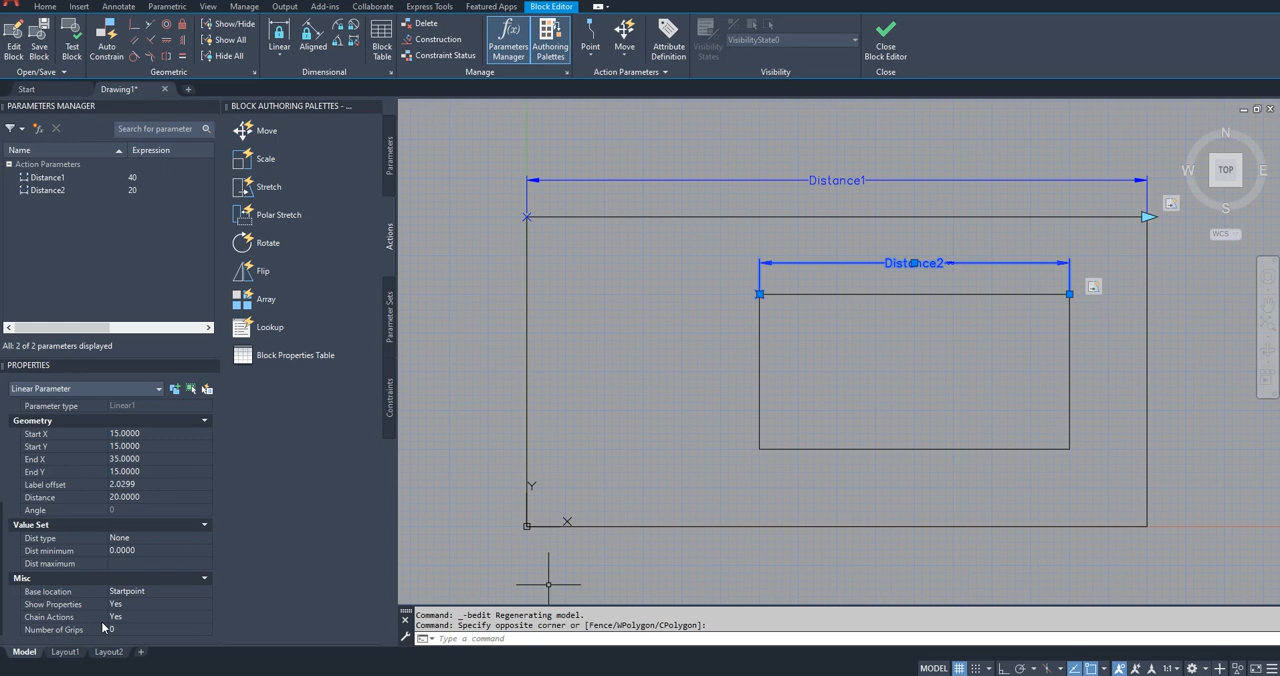 Home Insert Annotate Parametric View Manage Output Add-ins Collaborate Express Tools Featured Apps Block Editor
Edit Block
Save Block
Test Block
Auto Constrain
Show/Hide
Show All
Hide All
Linear
Aligned
Block Table
Delete
Construction
Constraint Status
f(x)
Parameters Manager
Authoring Palettes
Point
Move
Attribute Definition
Visibility States
VisibilityState0
Close Block Editor
Open/Save Geometric Dimensional Manage Action Parameters Visibility Close
Start Drawing1*
PARAMETERS MANAGER
Search for parameter
Name Expression
Action Parameters
Distance1 40
Distance2 20
All: 2 of 2 parameters displayed
PROPERTIES
Linear Parameter
Parameter type Linear1
Geometry
Start X 15.0000
Start Y 15.0000
End X 35.0000
End Y 15.0000
Label offset 2.0299
Distance 20.0000
Angle 0
Value Set
Dist type None
Dist minimum 0.0000
Dist maximum
Misc
Base location Startpoint
Show Properties Yes
Chain Actions Yes
Number of Grips 0
BLOCK AUTHORING PALETTES - ...
Move
Scale
Stretch
Polar Stretch
Rotate
Flip
Array
Lookup
Block Properties Table
Parameters
Actions
Parameter Sets
Constraints
Distance1
Distance2
Y
X
N
W TOP E
S
WCS
Command: _-bedit Regenerating model.
Command: Specify opposite corner or [Fence/WPolygon/CPolygon]:
Type a command
Model Layout1 Layout2
MODEL 1:1